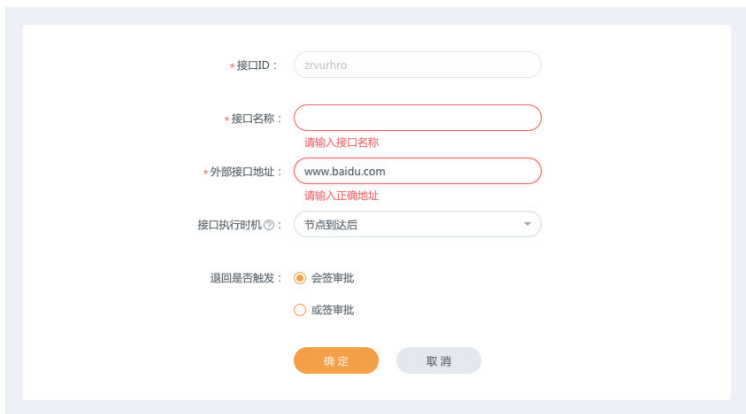 *接口ID： zrvurhro
*接口名称：
请输入接口名称
*外部接口地址： www.baidu.com
请输入正确地址
接口执行时机?： 节点到达后
退回是否触发： 会签审批
或签审批
确定 取消